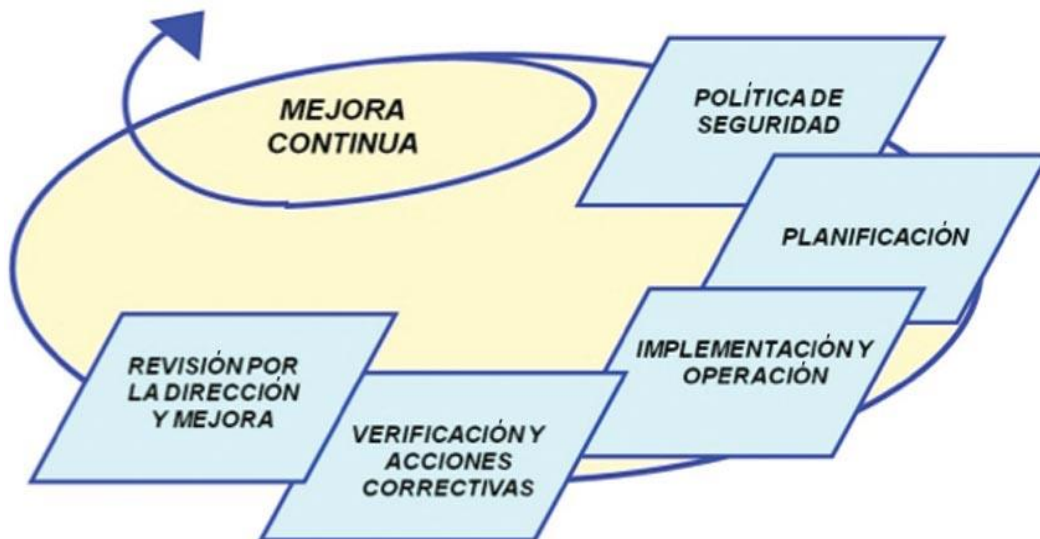 MEJORA
CONTINUA
POLÍTICA DE
SEGURIDAD
PLANIFICACIÓN
IMPLEMENTACIÓN Y
OPERACIÓN
VERIFICACIÓN Y
ACCIONES
CORRECTIVAS
REVISIÓN POR
LA DIRECCIÓN
Y MEJORA